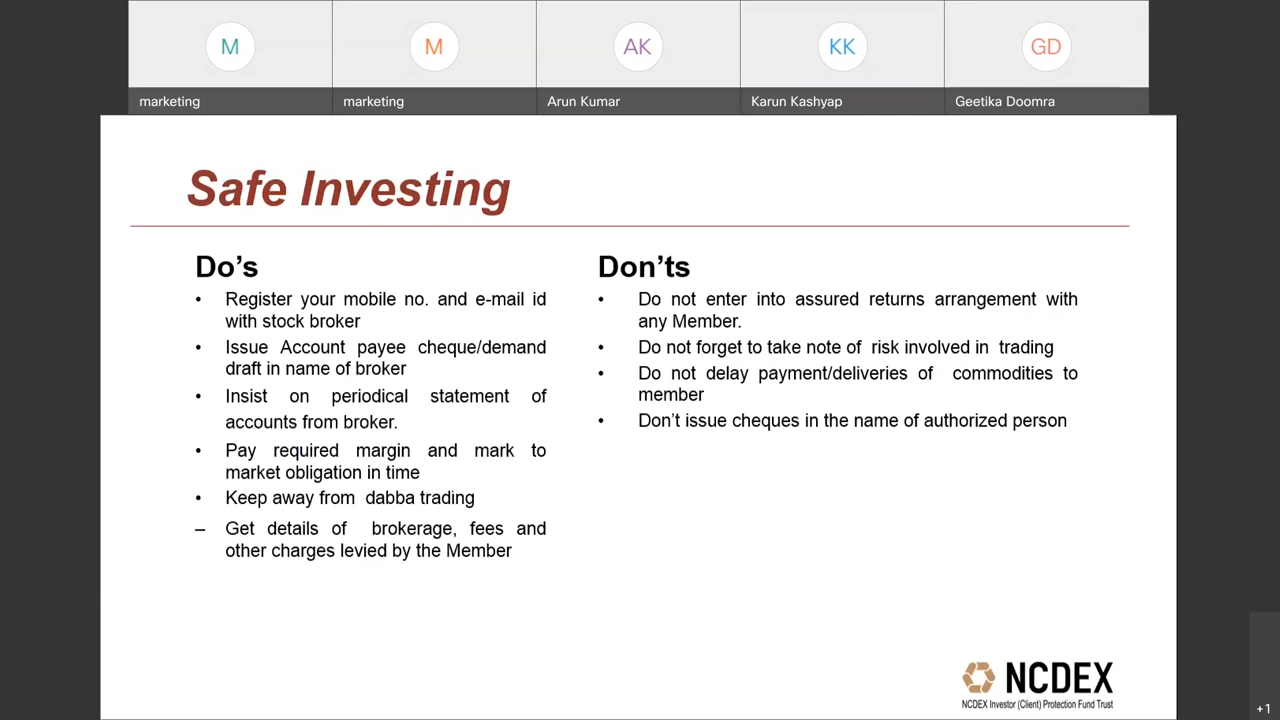 M
M
AK
KK
GD
marketing
marketing
Arun Kumar
Karun Kashyap
Geetika Doomra
Safe Investing
Do's
• Register your mobile no. and e-mail id
with stock broker
• Issue Account payee cheque/demand
draft in name of broker
• Insist on periodical statement of
accounts from broker.
• Pay required margin and mark to
market obligation in time
• Keep away from dabba trading
– Get details of brokerage, fees and
other charges levied by the Member
Don'ts
• Do not enter into assured returns arrangement with
any Member.
• Do not forget to take note of risk involved in trading
• Do not delay payment/deliveries of commodities to
member
• Don't issue cheques in the name of authorized person
NCDEX
NCDEX Investor (Client) Protection Fund Trust
+1